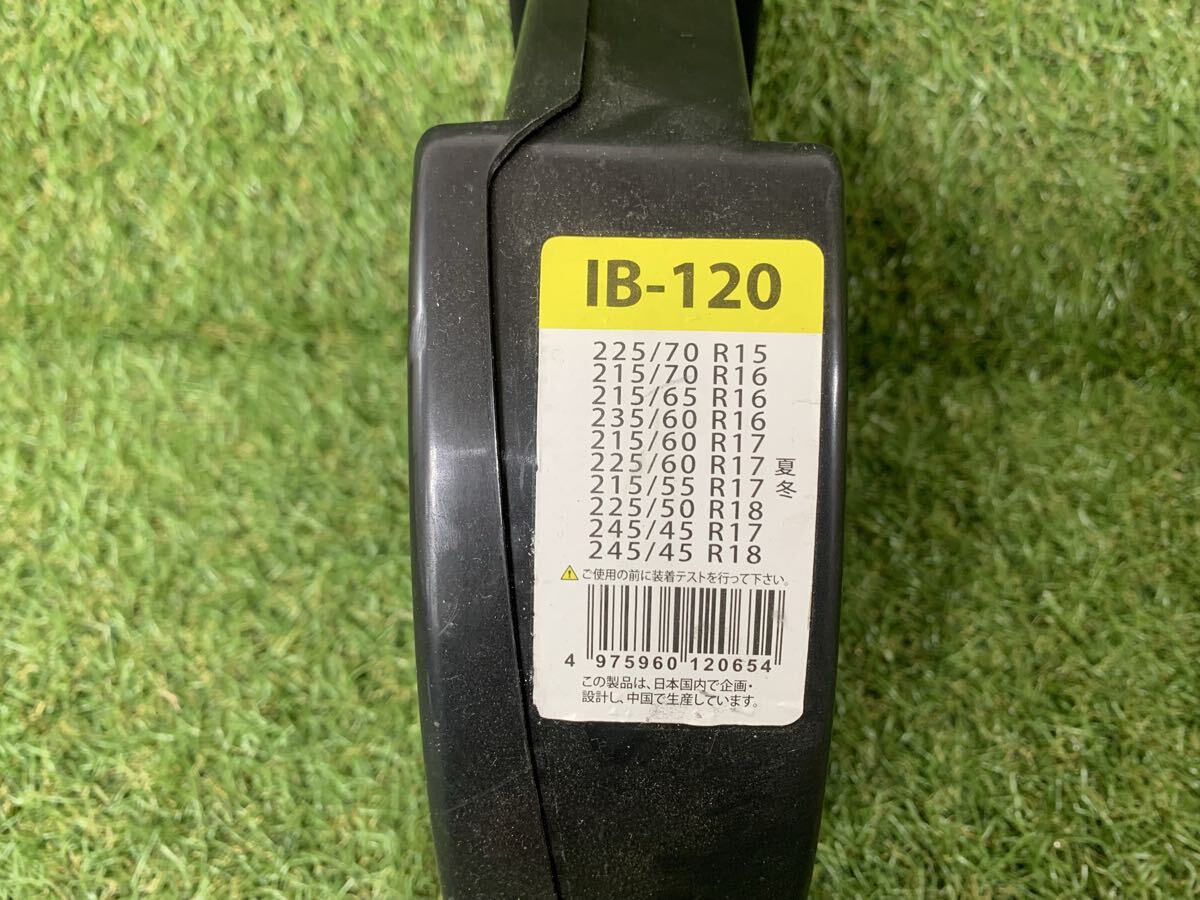 IB-120
225/70 R15
215/70 R16
215/65 R16
235/60 R16
215/60 R17
225/60 R17 夏
215/55 R17 冬
225/50 R18
245/45 R17
245/45 R18
ご使用の前に装着テストを行って下さい。
4 975960 120654
この製品は、日本国内で企画・
設計し、中国で生産しています。